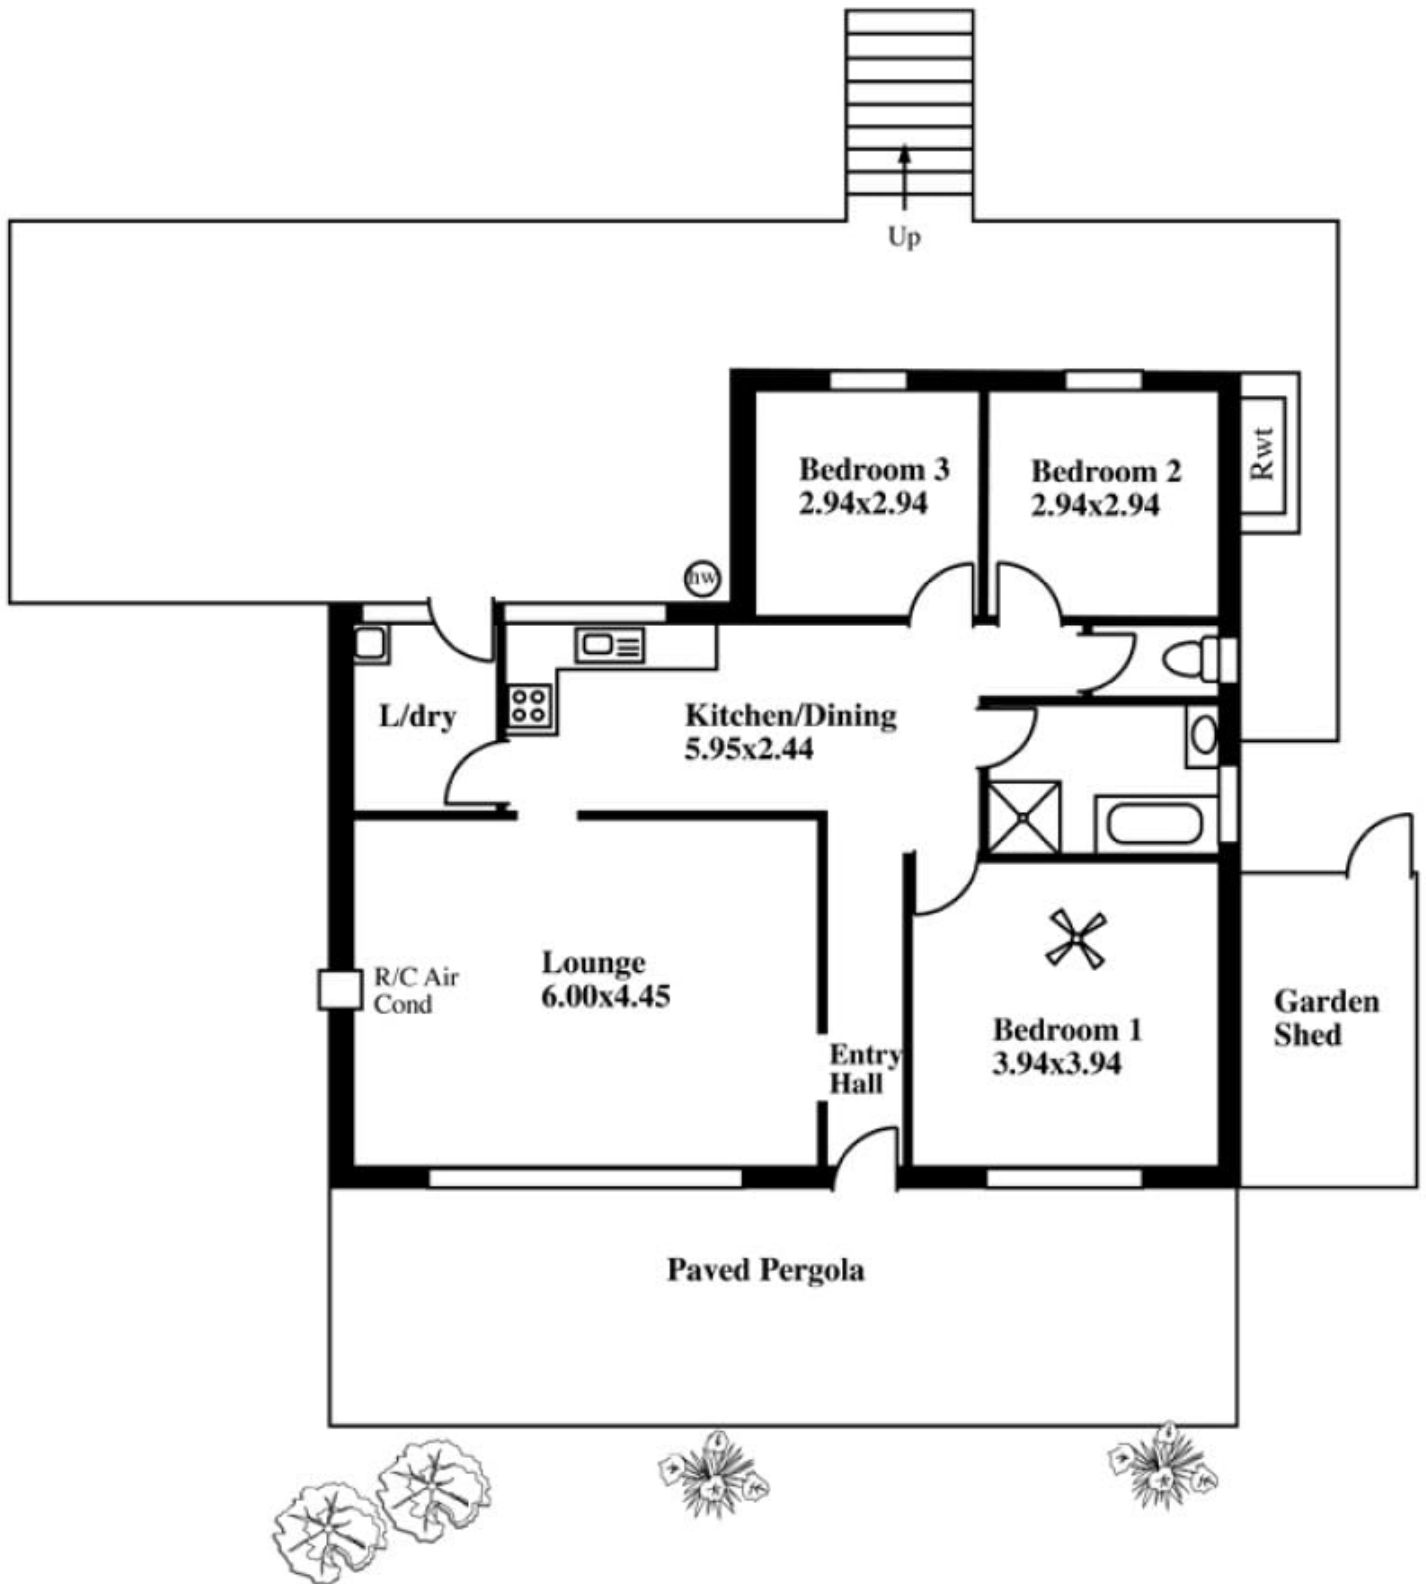 Up
Bedroom 3
2.94x2.94
Bedroom 2
2.94x2.94
Rwt
hw
L/dry
Kitchen/Dining
5.95x2.44
Lounge
6.00x4.45
R/C Air
Cond
Entry
Hall
Bedroom 1
3.94x3.94
Garden
Shed
Paved Pergola